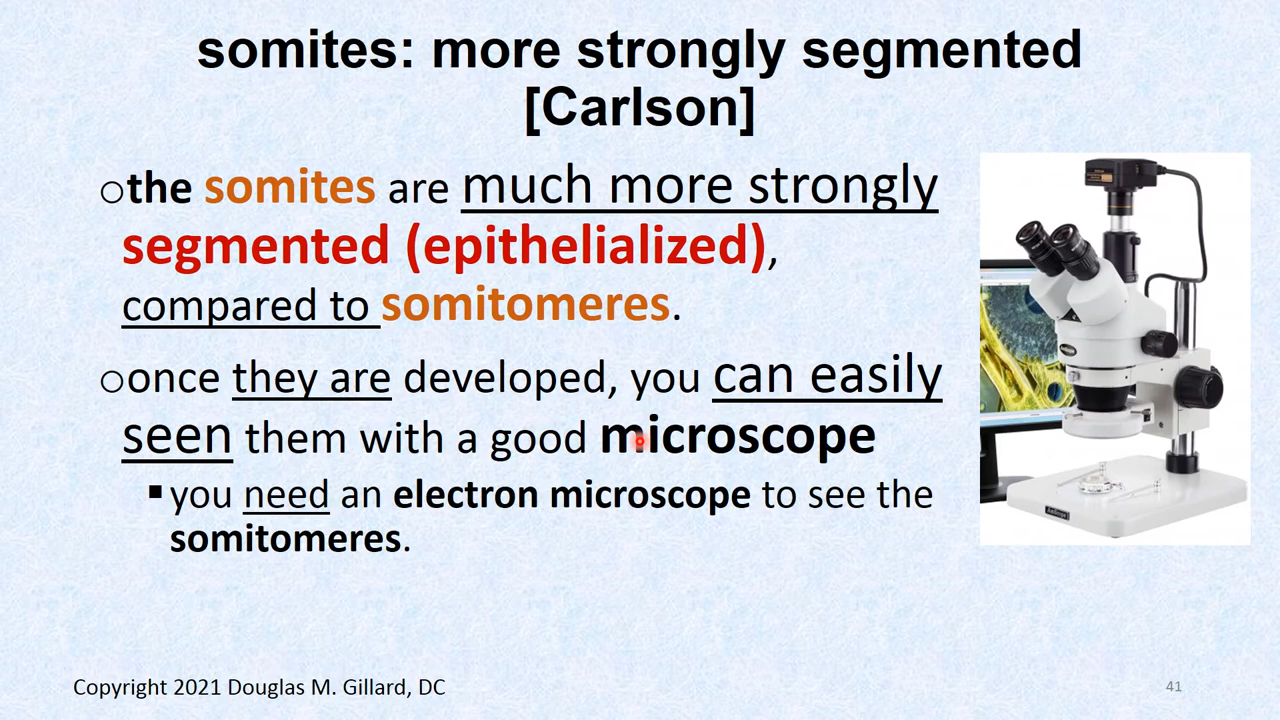 somites: more strongly segmented
[Carlson]
○the somites are much more strongly
segmented (epithelialized),
compared to somitomeres.
○once they are developed, you can easily
seen them with a good microscope
▪you need an electron microscope to see the
somitomeres.
Copyright 2021 Douglas M. Gillard, DC
41